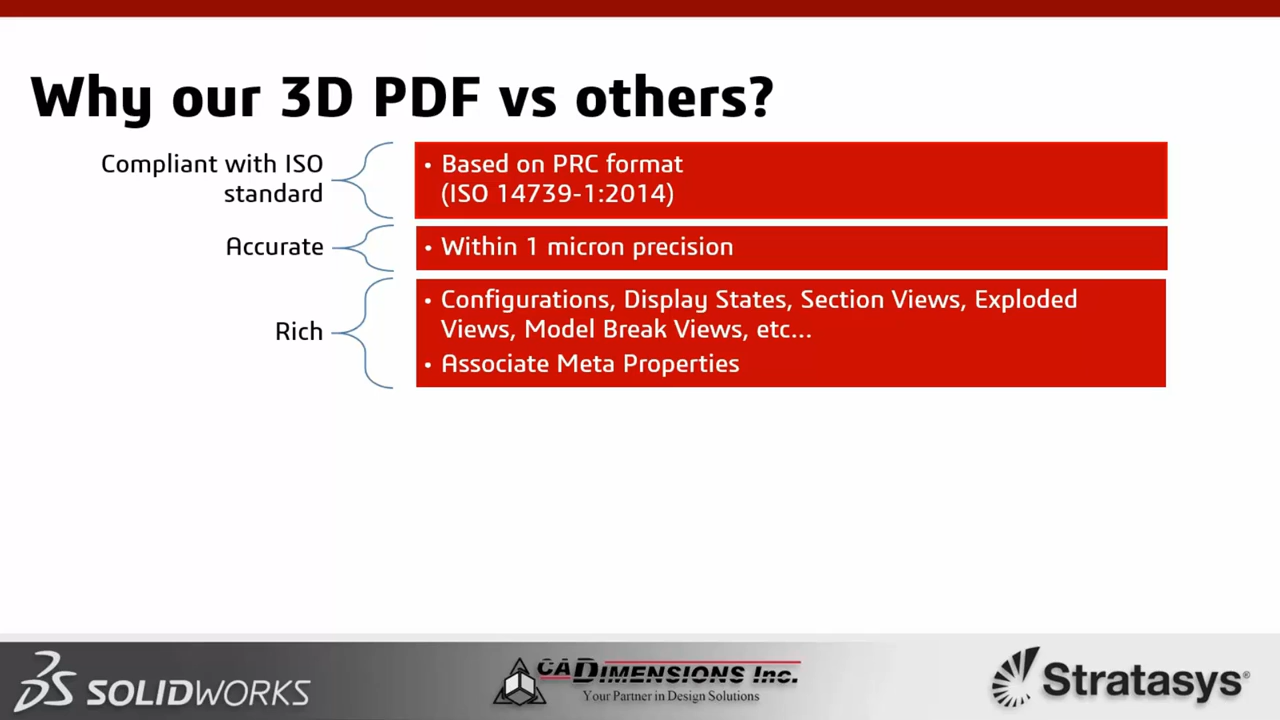 Why our 3D PDF vs others?
Compliant with ISO
standard
• Based on PRC format
(ISO 14739-1:2014)
Accurate
• Within 1 micron precision
Rich
• Configurations, Display States, Section Views, Exploded
Views, Model Break Views, etc...
• Associate Meta Properties
SOLIDWORKS
CADimensions Inc.
Your Partner in Design Solutions
Stratasys®